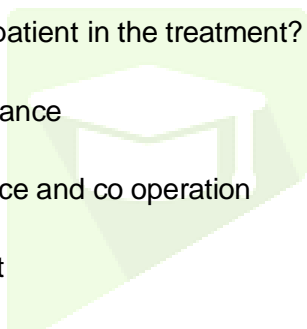 patient in the treatment?
ance
ce and co operation
t